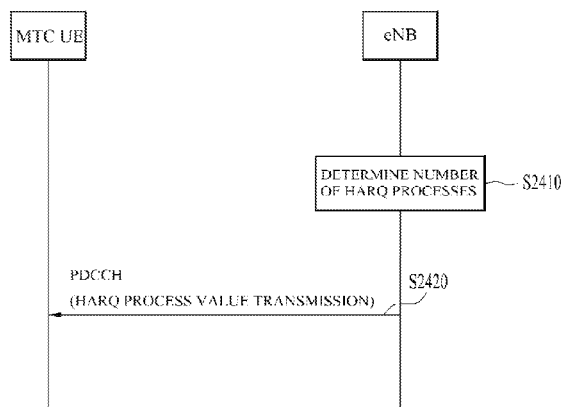 MTC UE
eNB
DETERMINE NUMBER
OF HARQ PROCESSES
S2410
PDCCH
(HARQ PROCESS VALUE TRANSMISSION)
S2420